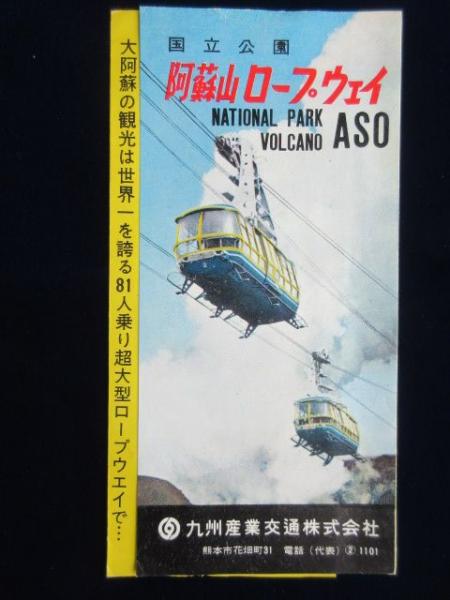 国立公園
阿蘇山ロープウェイ
NATIONAL PARK
VOLCANO ASO
大阿蘇の観光は世界一を誇る81人乗り超大型ロープウエイで…
九州産業交通株式会社
熊本市花畑町31 電話（代表）②1101